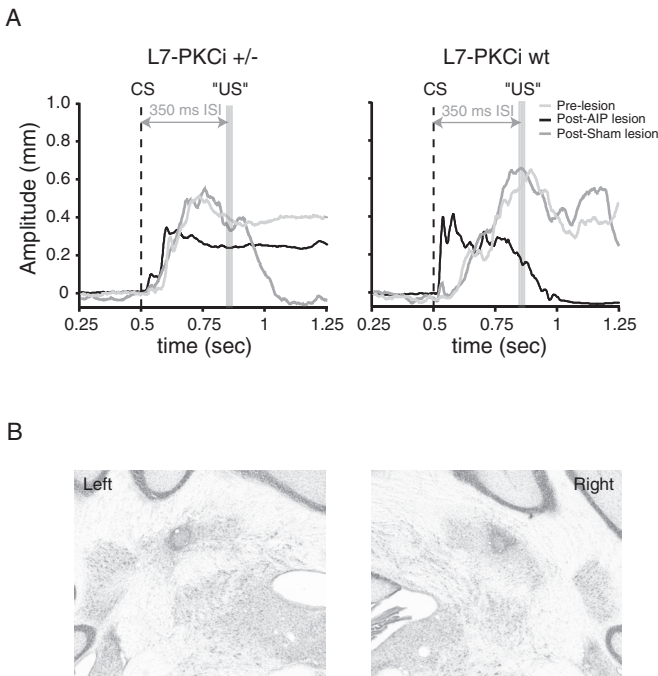 A
L7-PKCi +/-
L7-PKCi wt
CS
"US"
CS
"US"
350 ms ISI
350 ms ISI
Pre-lesion
Post-AIP lesion
Post-Sham lesion
Amplitude (mm)
1.0
0.8
0.6
0.4
0.2
0
0.25
0.5
0.75
1
1.25
0.25
0.5
0.75
1
1.25
time (sec)
time (sec)
B
Left
Right